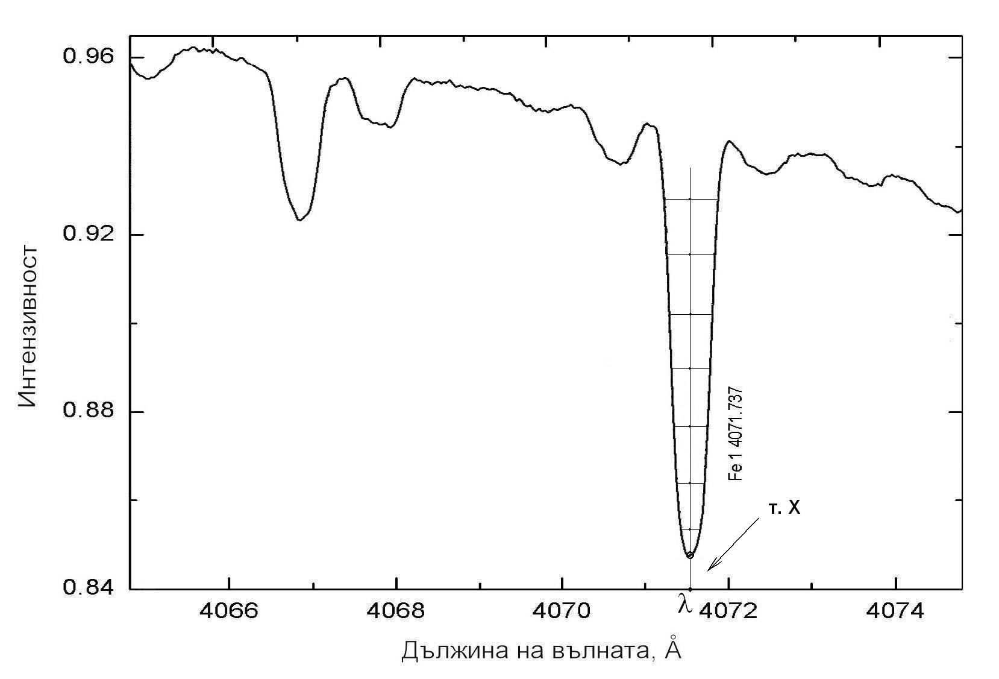 0.96
0.92
0.88
0.84
Интензивност
Fe 1 4071.737
т. X
4066 4068 4070 λ 4072 4074
Дължина на вълната, Å